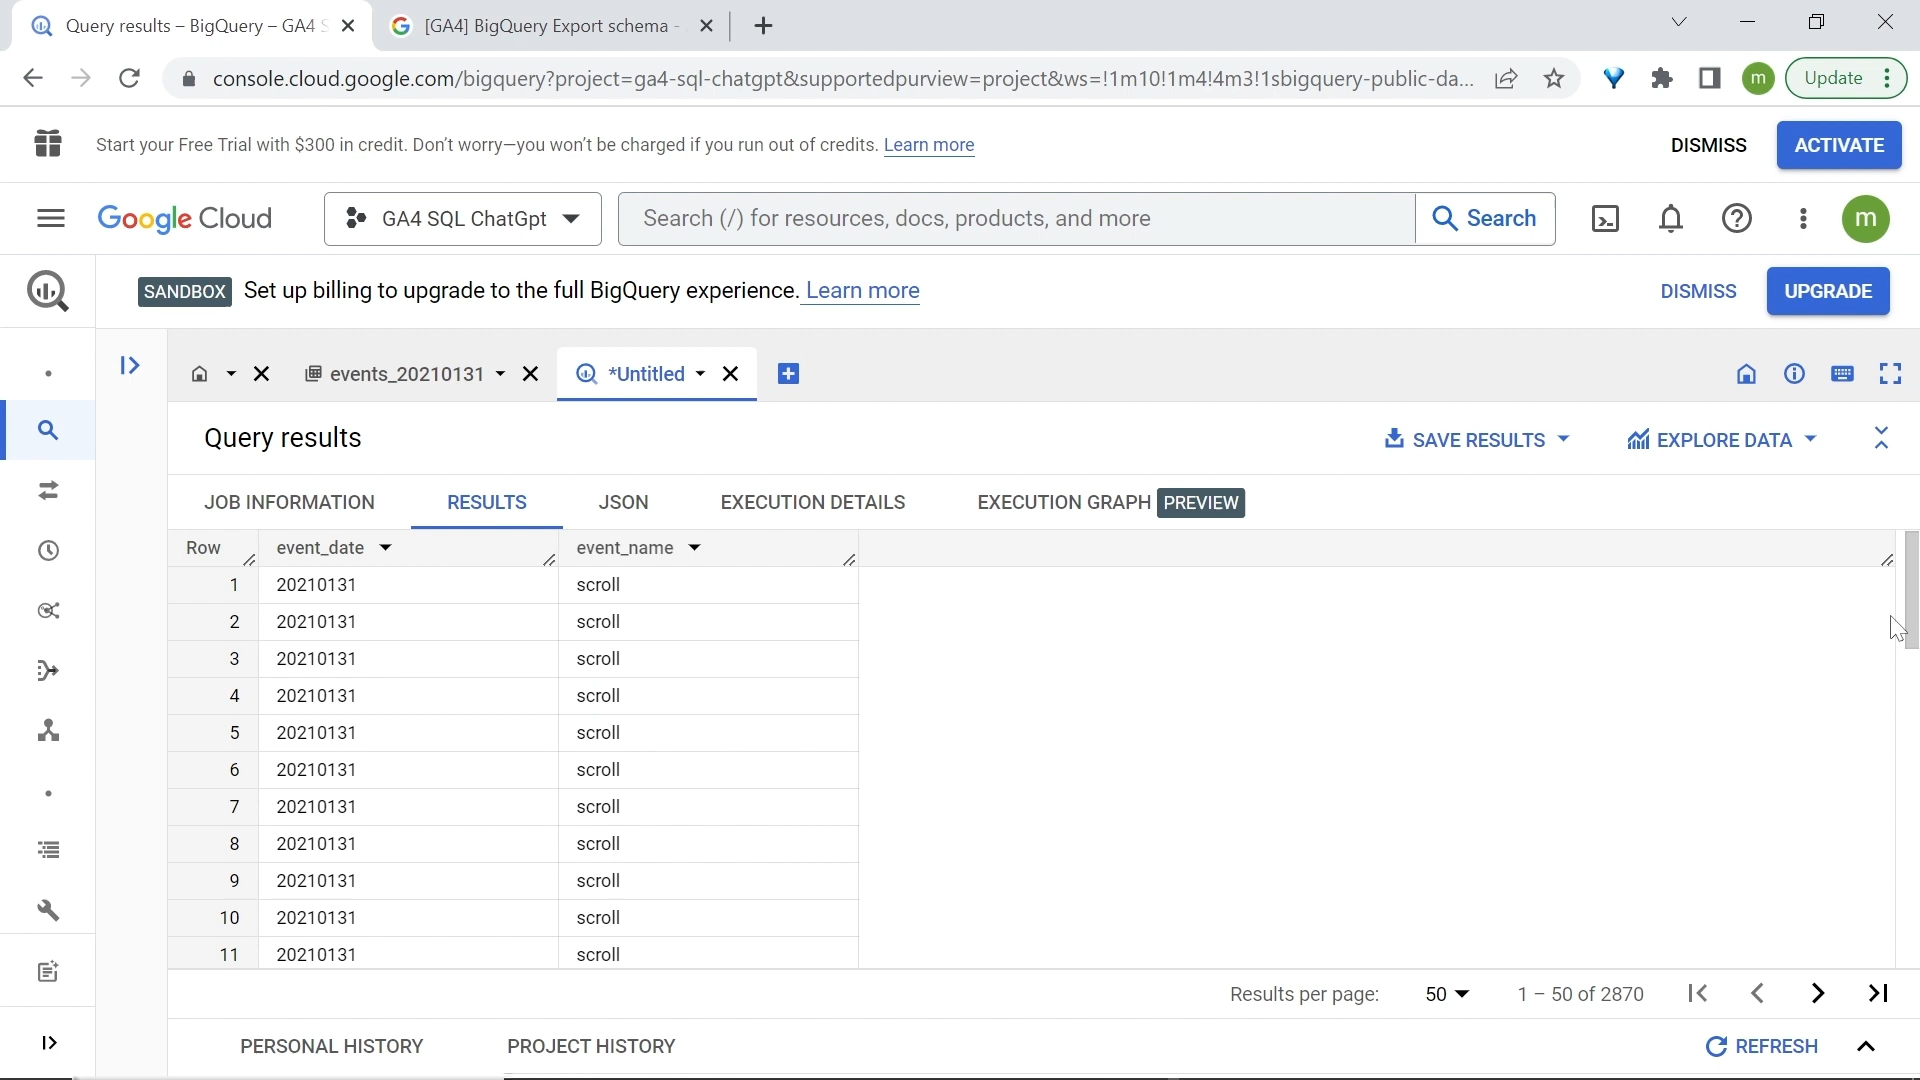 Query results – BigQuery – GA4 S
[GA4] BigQuery Export schema -
console.cloud.google.com/bigquery?project=ga4-sql-chatgpt&supportedpurview=project&ws=!1m10!1m4!4m3!1sbigquery-public-da...
m
Update
Start your Free Trial with $300 in credit. Don't worry—you won't be charged if you run out of credits. Learn more
DISMISS
ACTIVATE
Google Cloud
GA4 SQL ChatGpt
Search (/) for resources, docs, products, and more
Search
m
SANDBOX Set up billing to upgrade to the full BigQuery experience. Learn more
DISMISS
UPGRADE
events_20210131
*Untitled
Query results
SAVE RESULTS
EXPLORE DATA
JOB INFORMATION
RESULTS
JSON
EXECUTION DETAILS
EXECUTION GRAPH PREVIEW
Row event_date event_name
1 20210131 scroll
2 20210131 scroll
3 20210131 scroll
4 20210131 scroll
5 20210131 scroll
6 20210131 scroll
7 20210131 scroll
8 20210131 scroll
9 20210131 scroll
10 20210131 scroll
11 20210131 scroll
Results per page: 50 1 – 50 of 2870
PERSONAL HISTORY
PROJECT HISTORY
REFRESH